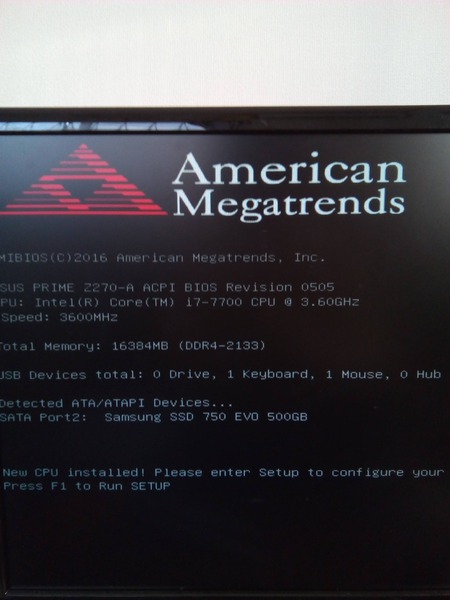 American
Megatrends
MIBIOS(C)2016 American Megatrends, Inc.
SUS PRIME Z270-A ACPI BIOS Revision 0505
PU: Intel(R) Core(TM) i7-7700 CPU @ 3.60GHz
Speed: 3600MHz
Total Memory: 16384MB (DDR4-2133)
USB Devices total: 0 Drive, 1 Keyboard, 1 Mouse, 0 Hub
Detected ATA/ATAPI Devices...
SATA Port2: Samsung SSD 750 EVO 500GB
New CPU installed! Please enter Setup to configure your
Press F1 to Run SETUP